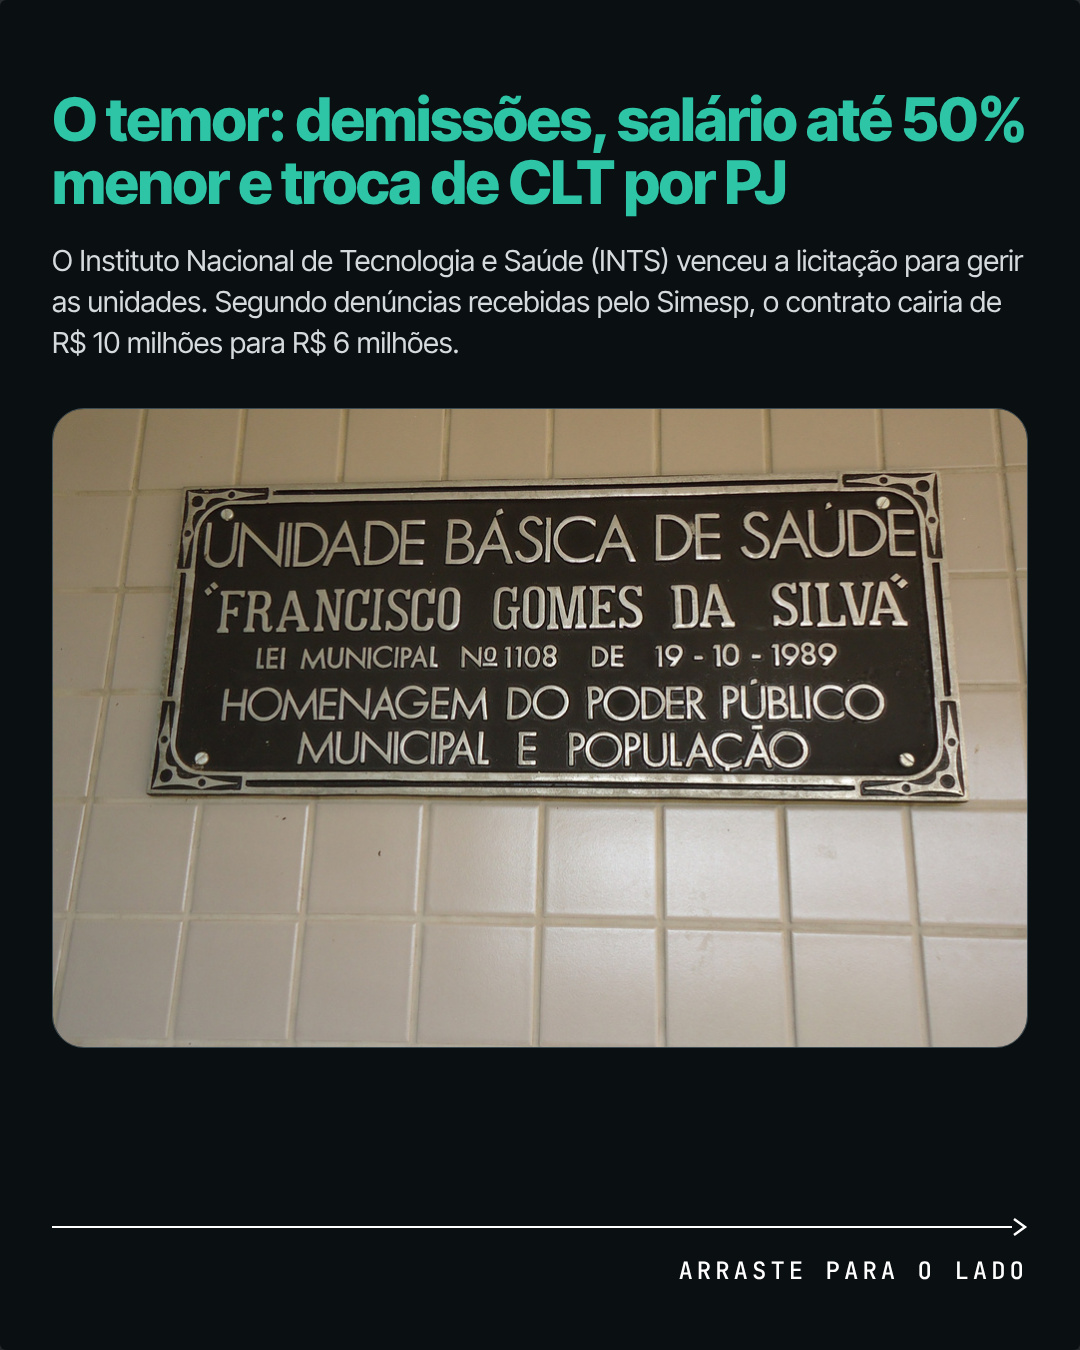 O temor: demissões, salário até 50%
menor e troca de CLT por PJ
O Instituto Nacional de Tecnologia e Saúde (INTS) venceu a licitação para gerir
as unidades. Segundo denúncias recebidas pelo Simesp, o contrato cairia de
R$ 10 milhões para R$ 6 milhões.
UNIDADE BÁSICA DE SAÚDE
"FRANCISCO GOMES DA SILVA"
LEI MUNICIPAL Nº 1108 DE 19-10-1989
HOMENAGEM DO PODER PÚBLICO
MUNICIPAL E POPULAÇÃO
ARRASTE PARA O LADO